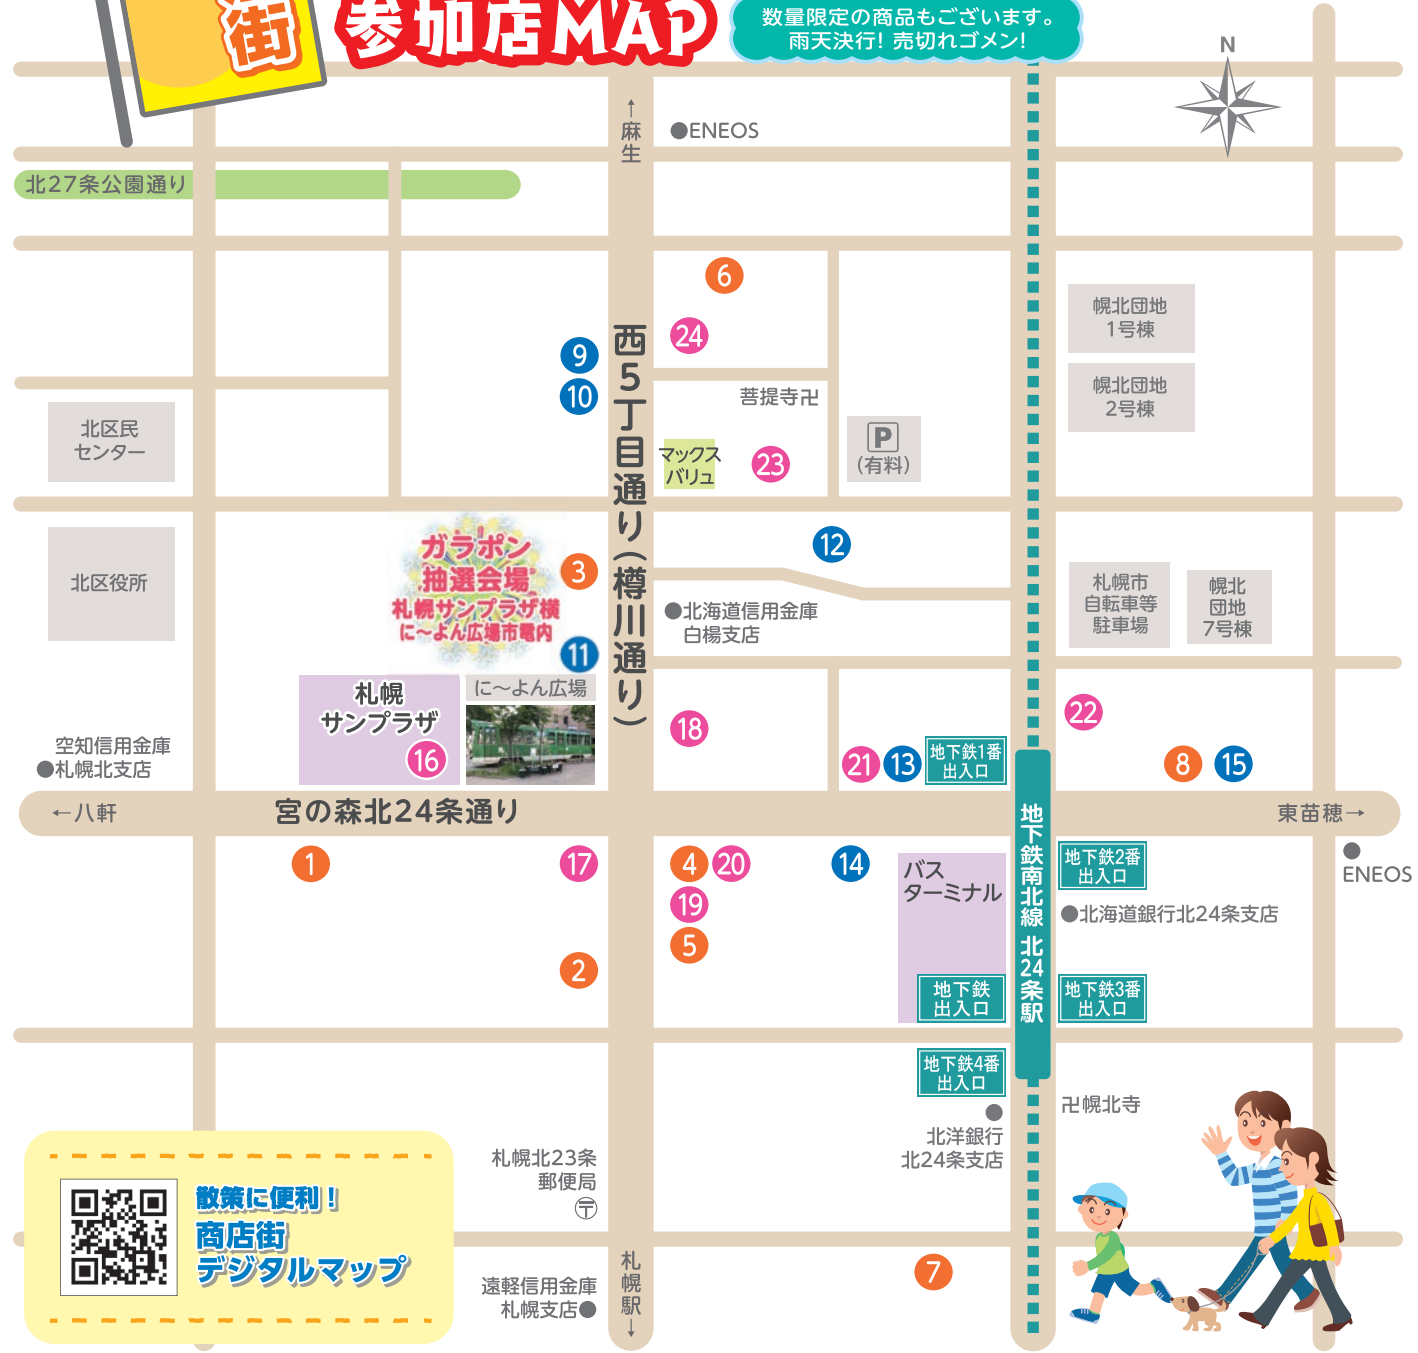 街
参加店MAP
数量限定の商品もございます。
雨天決行！売切れゴメン！
N
↑麻生
●ENEOS
北27条公園通り
6
24
9
10
西5丁目通り（樽川通り）
幌北団地
1号棟
幌北団地
2号棟
菩提寺卍
北区民
センター
マックス
バリュ
23
P
(有料)
12
ガラポン
抽選会場
札幌サンプラザ横
に〜よん広場市電内
3
11
北区役所
●北海道信用金庫
白楊支店
札幌市
自転車等
駐車場
幌北
団地
7号棟
札幌
サンプラザ
16
に〜よん広場
18
22
空知信用金庫
●札幌北支店
21
13
地下鉄1番
出入口
8
15
←八軒
宮の森北24条通り
東苗穂→
地下鉄南北線 北24条駅
1
17
4
20
19
5
2
14
バス
ターミナル
地下鉄2番
出入口
●
ENEOS
●北海道銀行北24条支店
地下鉄
出入口
地下鉄3番
出入口
地下鉄4番
出入口
●
北洋銀行
北24条支店
卍幌北寺
札幌北23条
郵便局
〒
散策に便利！
商店街
デジタルマップ
遠軽信用金庫
札幌支店●
札幌駅↓
7